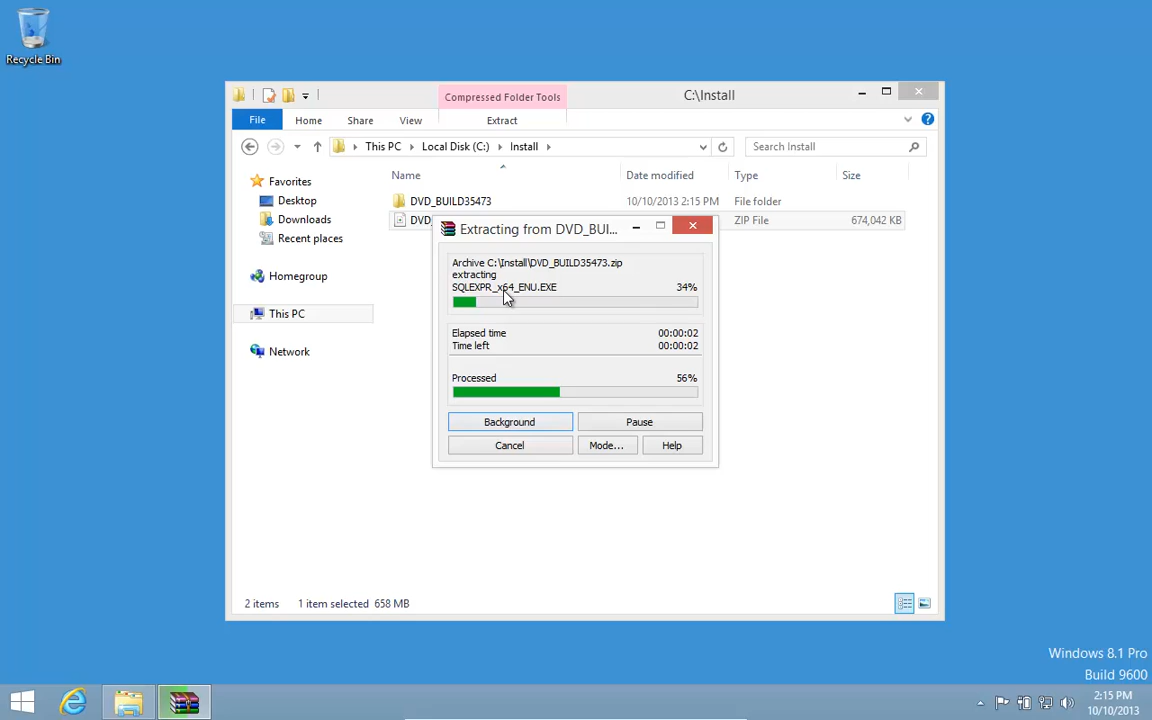 Recycle Bin
Compressed Folder Tools
C:\Install
File
Home
Share
View
Extract
This PC
Local Disk (C:)
Install
Search Install
Name
Date modified
Type
Size
Favorites
Desktop
Downloads
Recent places
Homegroup
This PC
Network
DVD_BUILD35473
10/10/2013 2:15 PM
File folder
DVD_
ZIP File
674,042 KB
Extracting from DVD_BUI...
Archive C:\Install\DVD_BUILD35473.zip
extracting
SQLEXPR_x64_ENU.EXE
34%
Elapsed time
00:00:02
Time left
00:00:02
Processed
56%
Background
Pause
Cancel
Mode...
Help
2 items
1 item selected 658 MB
Windows 8.1 Pro
Build 9600
2:15 PM
10/10/2013